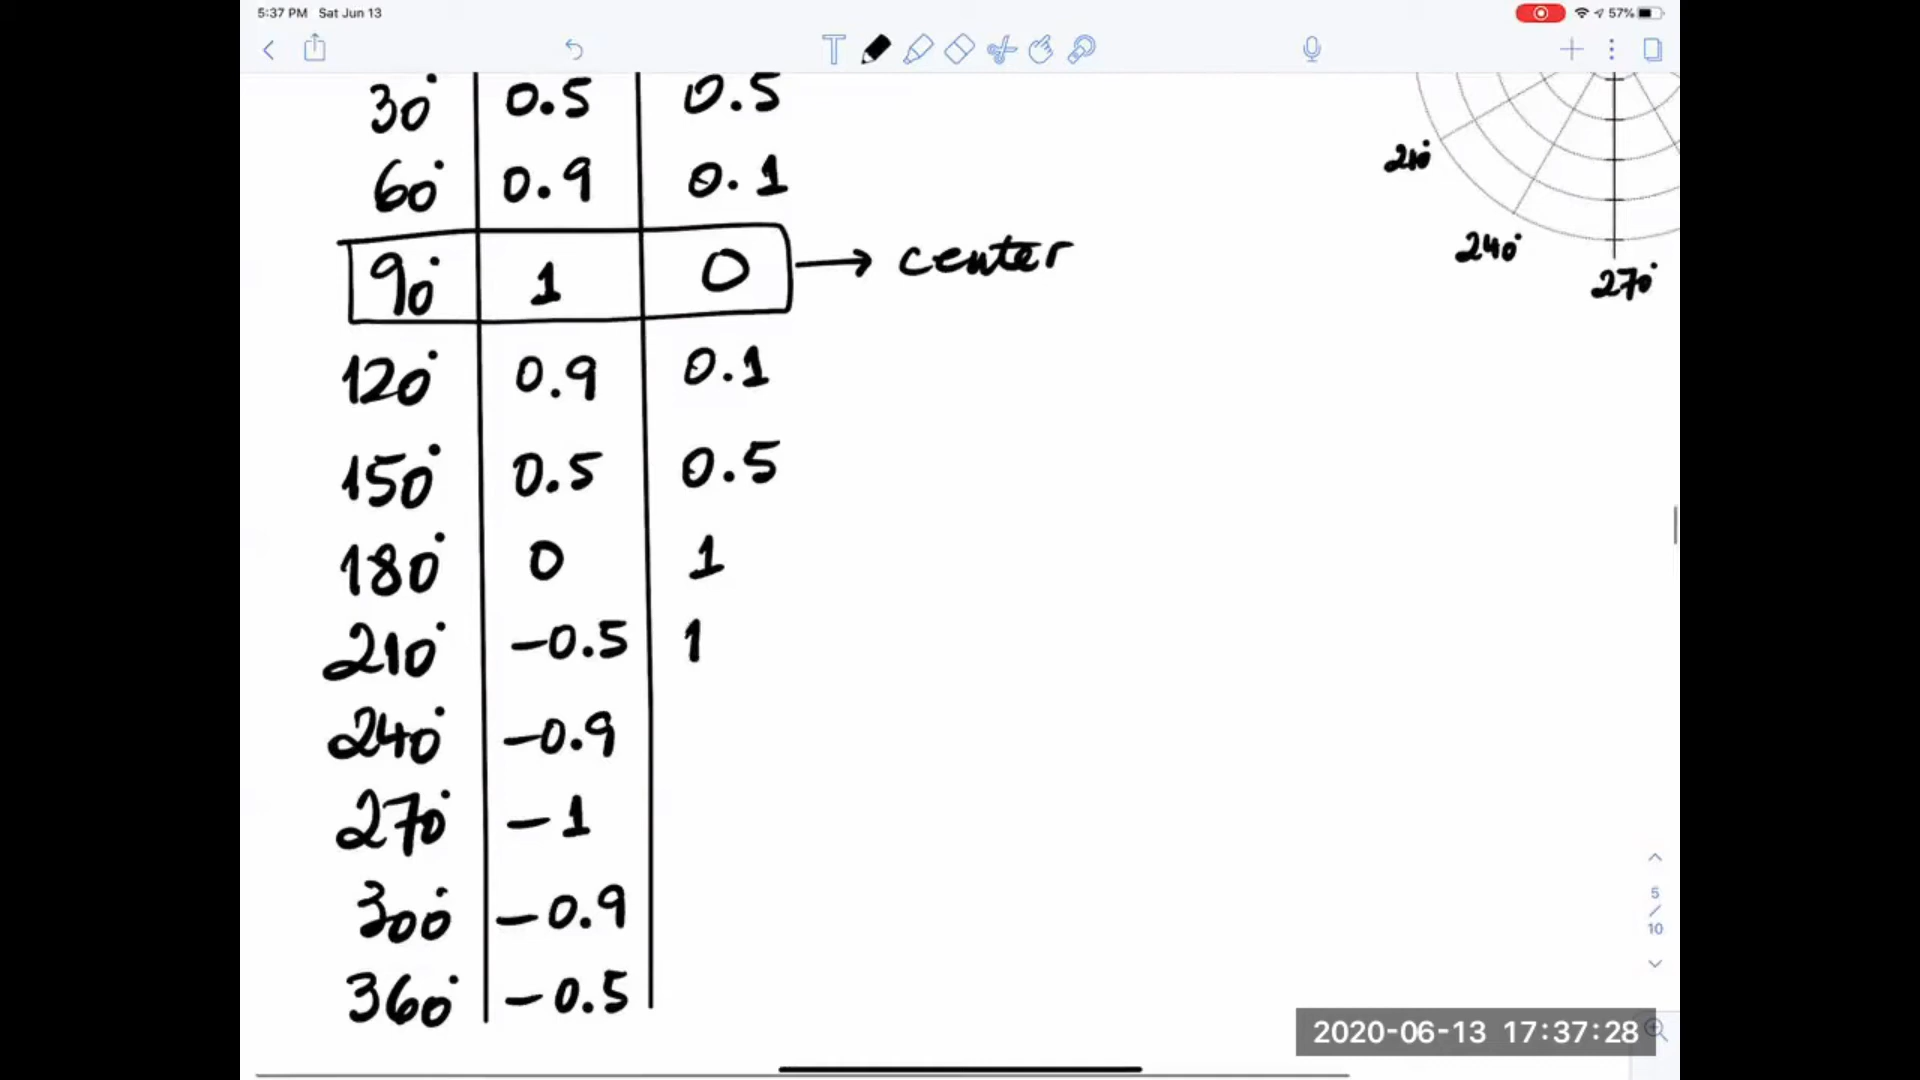 5:37 PM Sat Jun 13
57%
30° 0.5 0.5
60° 0.9 0.1
90° 1 0 → center
120° 0.9 0.1
150° 0.5 0.5
180° 0 1
210° -0.5 1
240° -0.9
270° -1
300° -0.9
360° -0.5
210°
240°
270°
5
/
10
2020-06-13 17:37:28